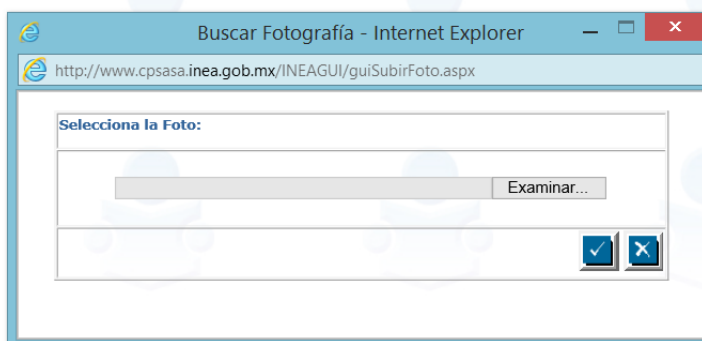 Buscar Fotografía - Internet Explorer
http://www.cpsasa.inea.gob.mx/INEAGUI/guiSubirFoto.aspx
Selecciona la Foto:
Examinar...